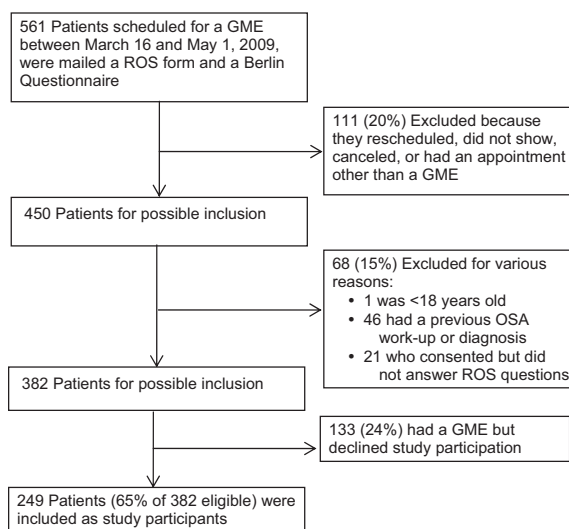 561 Patients scheduled for a GME
between March 16 and May 1, 2009,
were mailed a ROS form and a Berlin
Questionnaire
111 (20%) Excluded because
they rescheduled, did not show,
canceled, or had an appointment
other than a GME
450 Patients for possible inclusion
68 (15%) Excluded for various
reasons:
• 1 was <18 years old
• 46 had a previous OSA
work-up or diagnosis
• 21 who consented but did
not answer ROS questions
382 Patients for possible inclusion
133 (24%) had a GME but
declined study participation
249 Patients (65% of 382 eligible) were
included as study participants